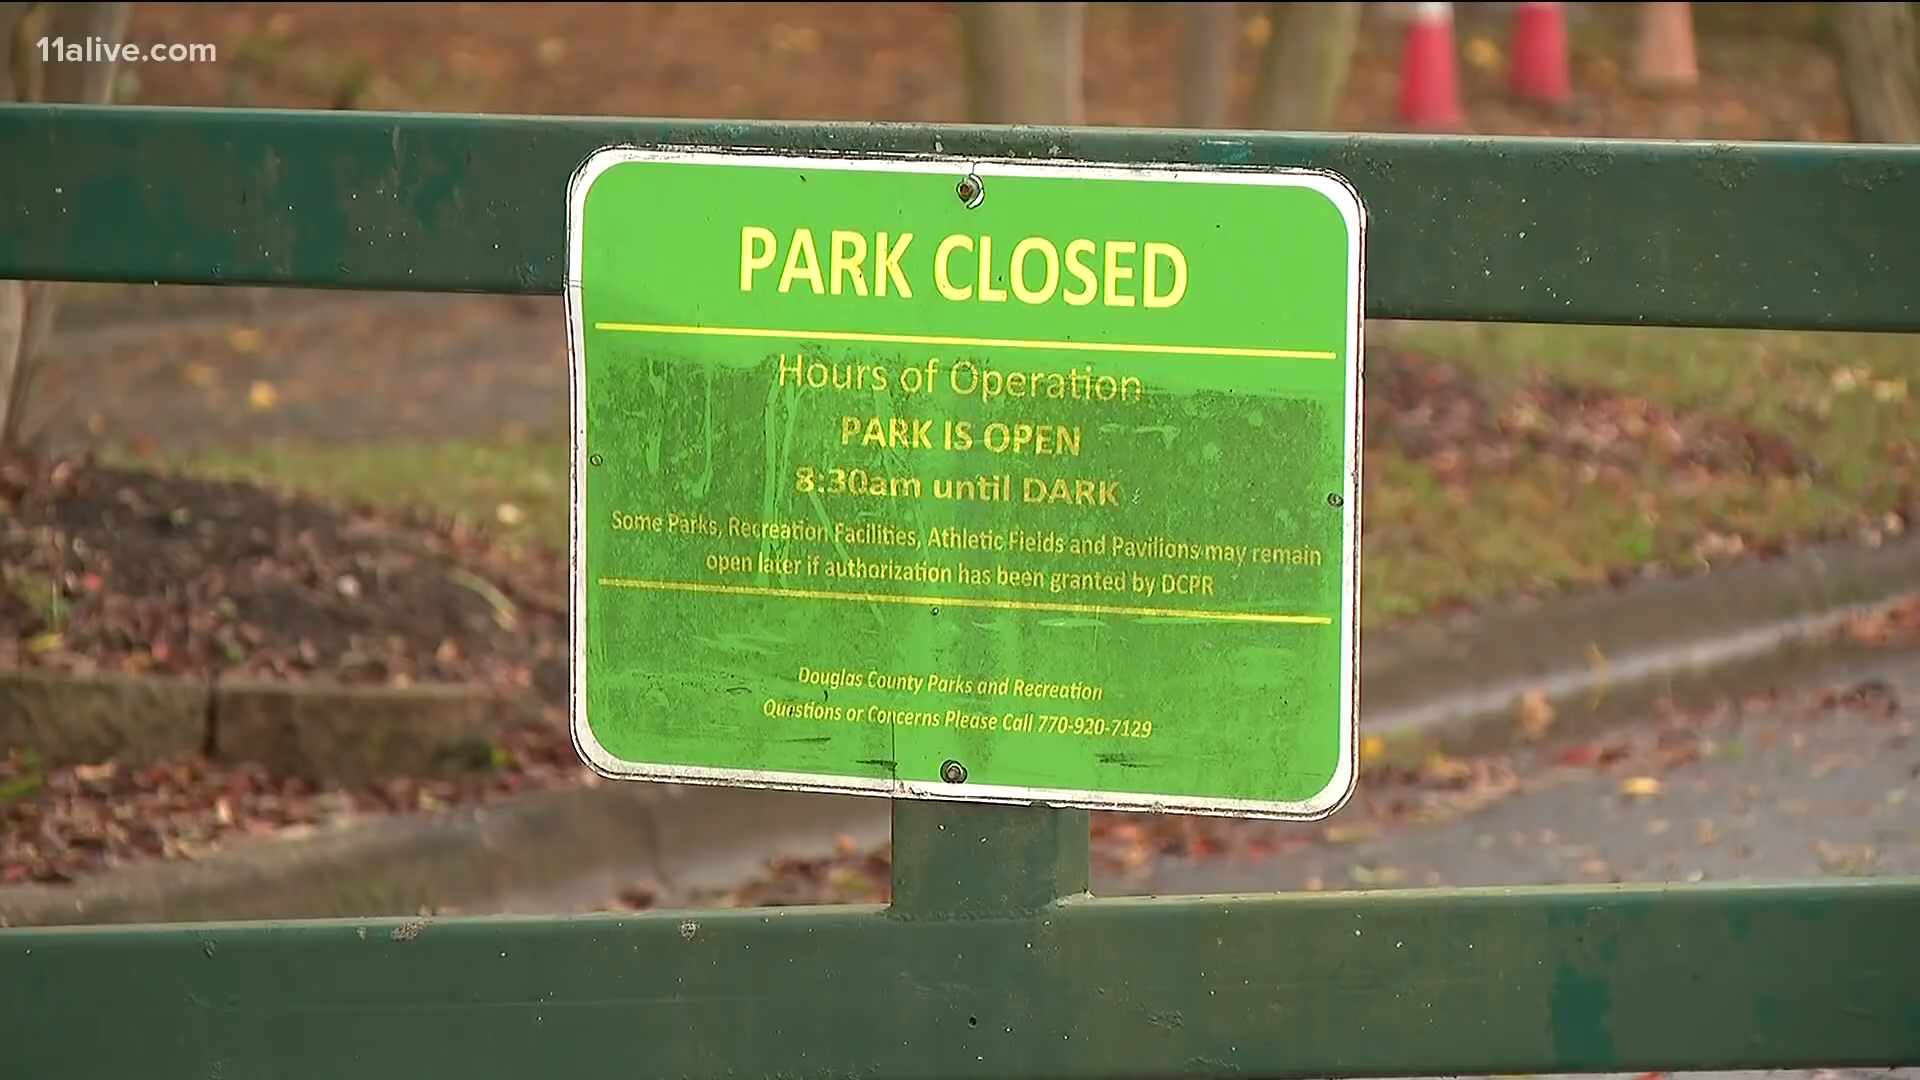 11alive.com
PARK CLOSED
Hours of Operation
PARK IS OPEN
8:30am until DARK
Some Parks, Recreation Facilities, Athletic Fields and Pavilions may remain
open later if authorization has been granted by DCPR
Douglas County Parks and Recreation
Questions or Concerns Please Call 770-920-7129